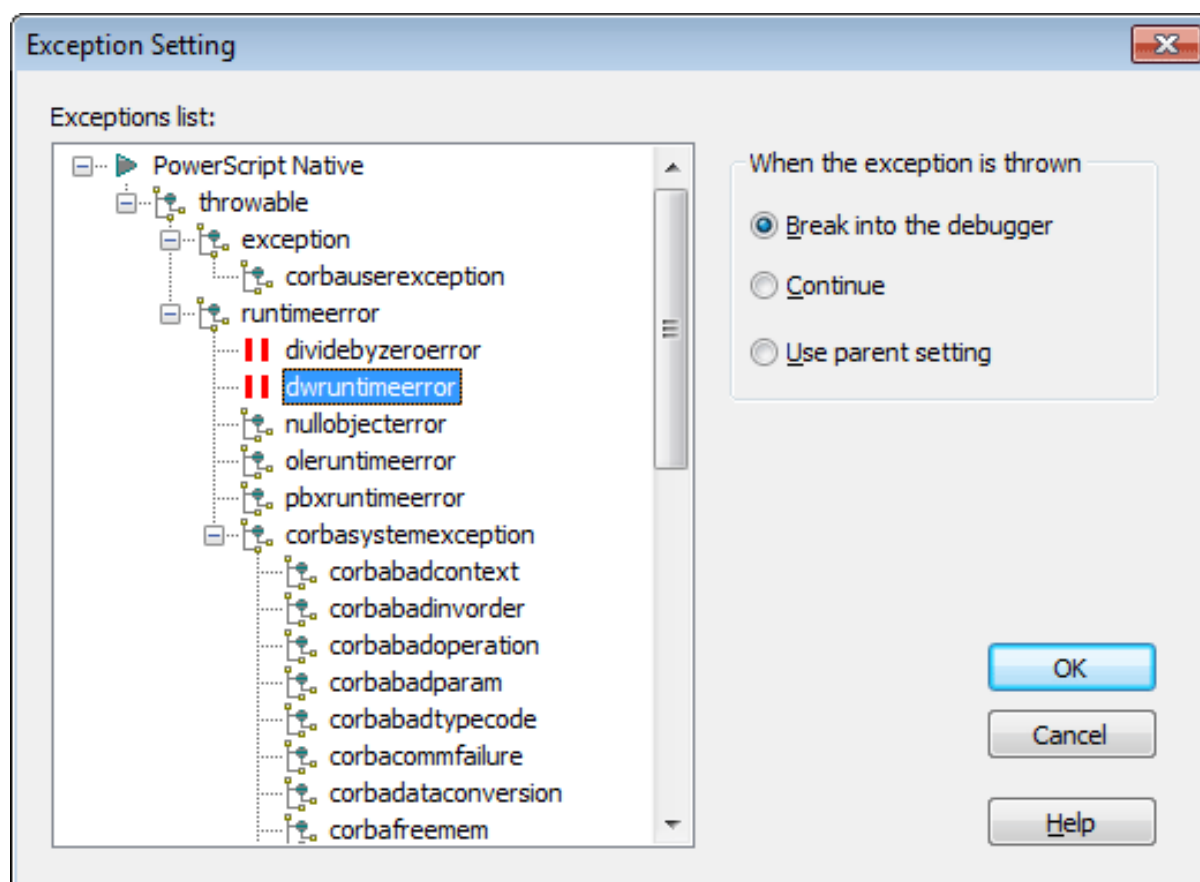 Exception Setting
Exceptions list:
PowerScript Native
throwable
exception
corbauserexception
runtimeerror
dividebyzeroerror
dwruntimeerror
nullobjecterror
oleruntimeerror
pbxruntimeerror
corbasystemexception
corbabadcontext
corbabadinvorder
corbabadoperation
corbabadparam
corbabadtypecode
corbacommfailure
corbadataconversion
corbafreemem
When the exception is thrown
Break into the debugger
Continue
Use parent setting
OK
Cancel
Help